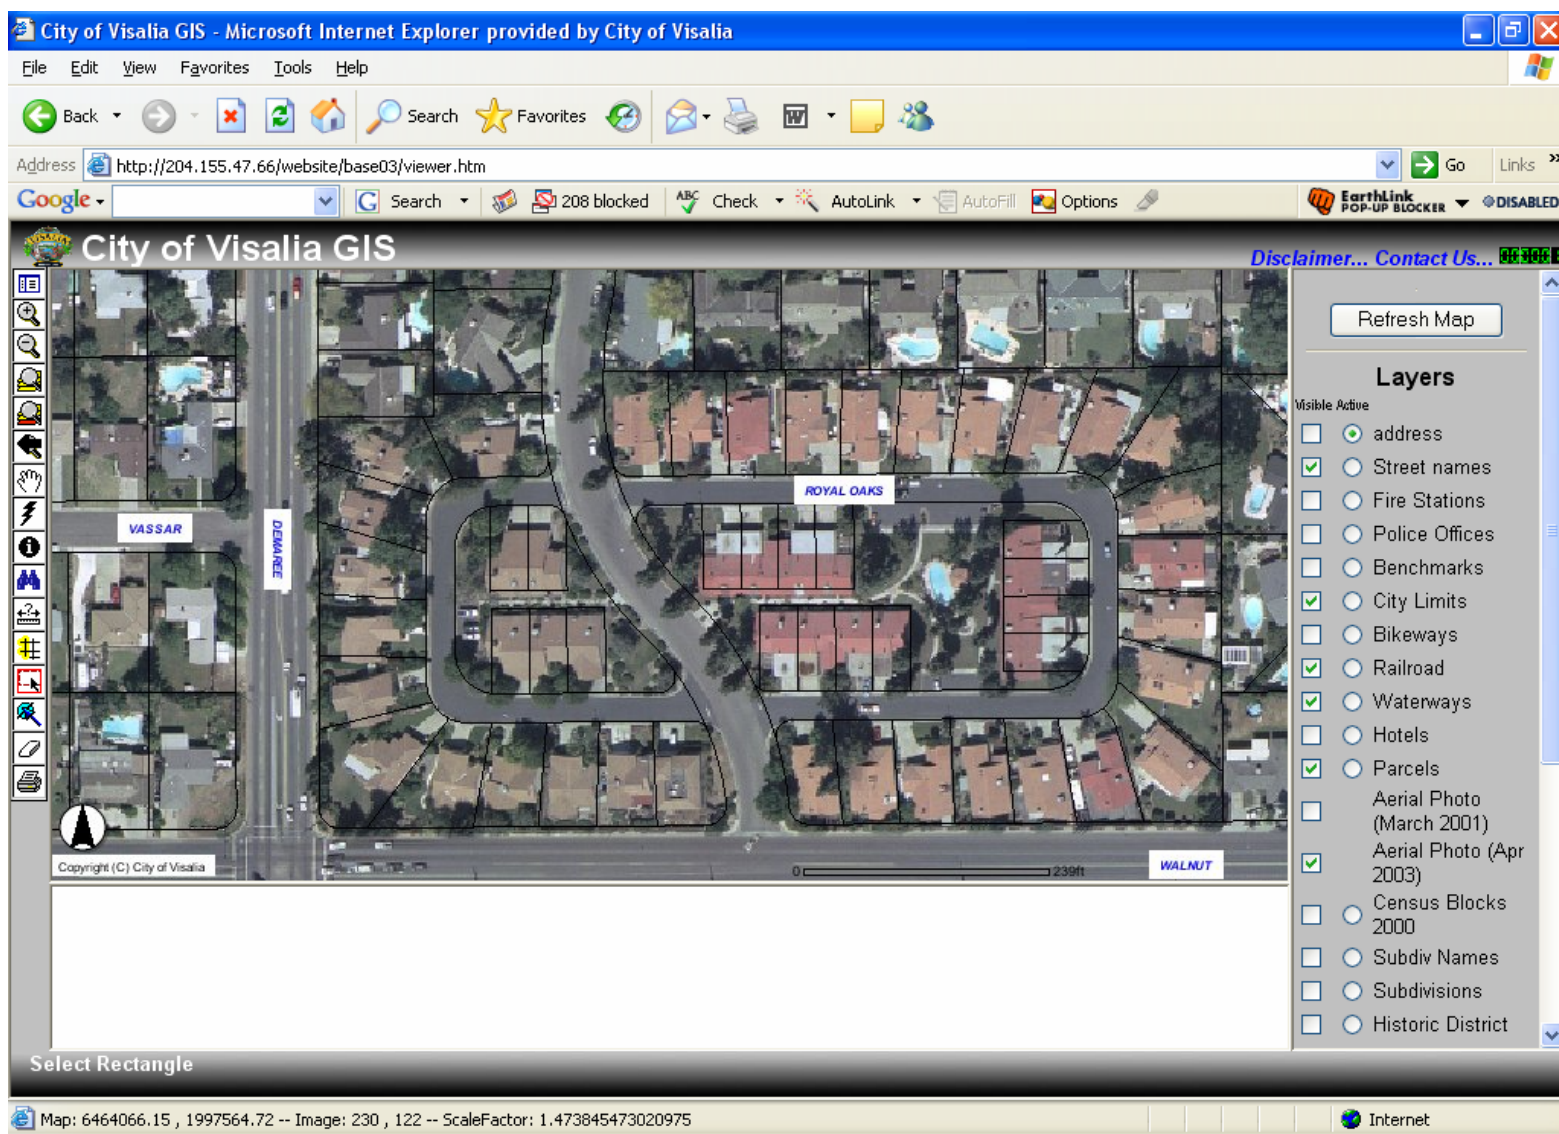 City of Visalia GIS - Microsoft Internet Explorer provided by City of Visalia
File Edit View Favorites Tools Help
Back Search Favorites
Address http://204.155.47.66/website/base03/viewer.htm Go Links
Google Search 208 blocked ABC Check AutoLink AutoFill Options EarthLink POP-UP BLOCKER DISABLED
City of Visalia GIS
Disclaimer... Contact Us...
Refresh Map
Layers
Visible Active
address
Street names
Fire Stations
Police Offices
Benchmarks
City Limits
Bikeways
Railroad
Waterways
Hotels
Parcels
Aerial Photo
(March 2001)
Aerial Photo (Apr
2003)
Census Blocks
2000
Subdiv Names
Subdivisions
Historic District
ROYAL OAKS
VASSAR
DEMAREE
WALNUT
Copyright (C) City of Visalia
0 239ft
Select Rectangle
Map: 6464066.15 , 1997564.72 -- Image: 230 , 122 -- ScaleFactor: 1.473845473020975
Internet